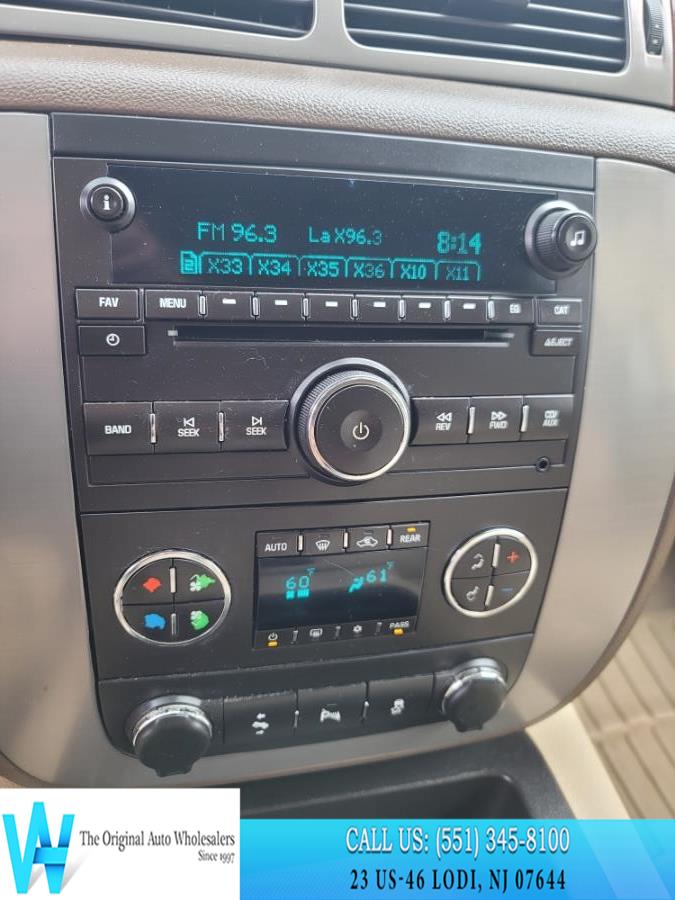 FM 96.3 La X96.3 8:14
X33 X34 X35 X36 X10 X11
FAV MENU EQ CAT
EJECT
BAND SEEK SEEK REV FWD CD/AUX
AUTO REAR
60°F 61°F
PASS
The Original Auto Wholesalers
Since 1997
CALL US: (551) 345-8100
23 US-46 LODI, NJ 07644